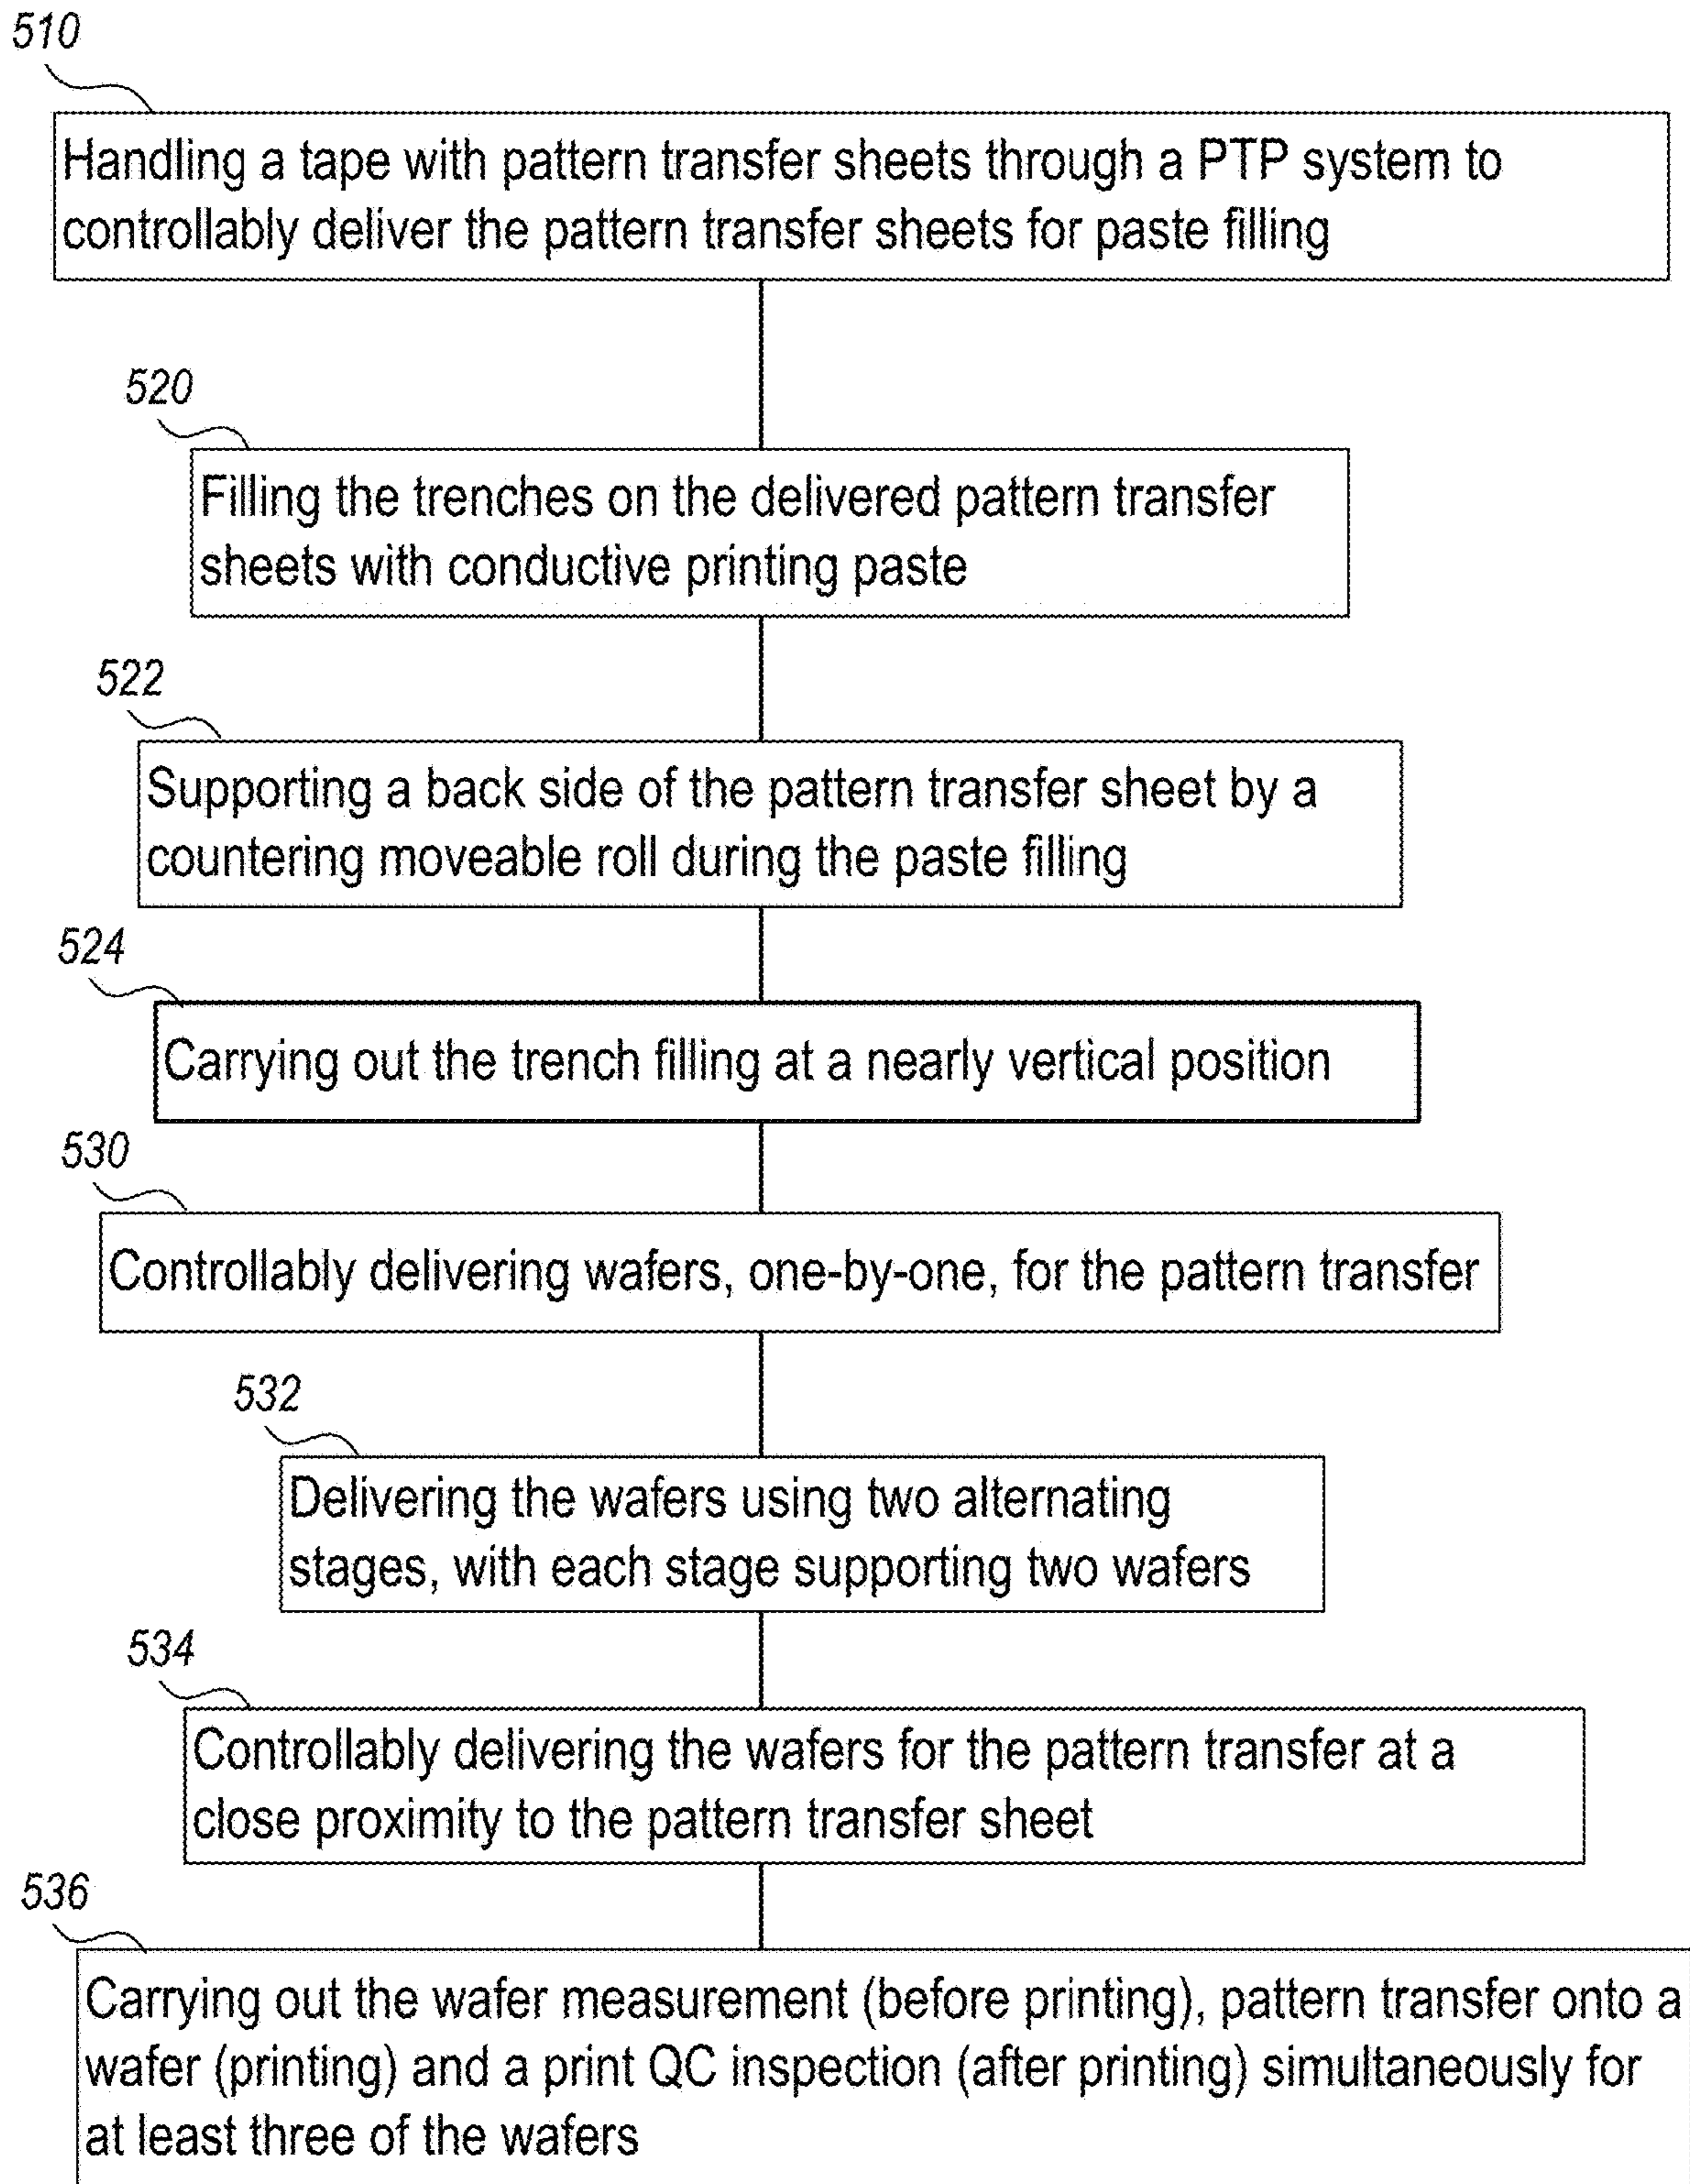 510
Handling a tape with pattern transfer sheets through a PTP system to
controllably deliver the pattern transfer sheets for paste filling
520
Filling the trenches on the delivered pattern transfer
sheets with conductive printing paste
522
Supporting a back side of the pattern transfer sheet by a
countering moveable roll during the paste filling
524
Carrying out the trench filling at a nearly vertical position
530
Controllably delivering wafers, one-by-one, for the pattern transfer
532
Delivering the wafers using two alternating
stages, with each stage supporting two wafers
534
Controllably delivering the wafers for the pattern transfer at a
close proximity to the pattern transfer sheet
536
Carrying out the wafer measurement (before printing), pattern transfer onto a
wafer (printing) and a print QC inspection (after printing) simultaneously for
at least three of the wafers